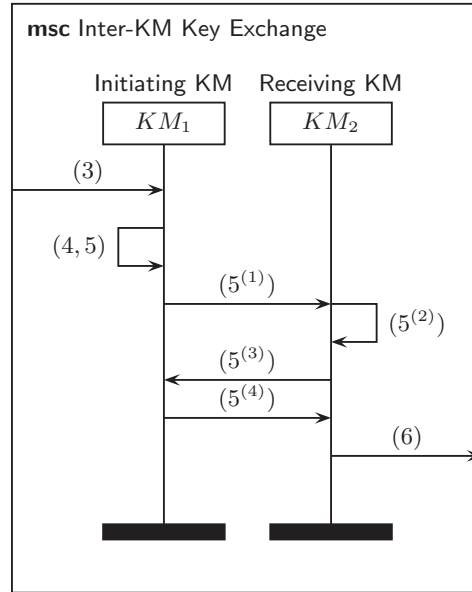 msc Inter-KM Key Exchange
Initiating KM Receiving KM
KM₁ KM₂
(3)
(4, 5)
(5⁽¹⁾)
(5⁽²⁾)
(5⁽³⁾)
(5⁽⁴⁾)
(6)